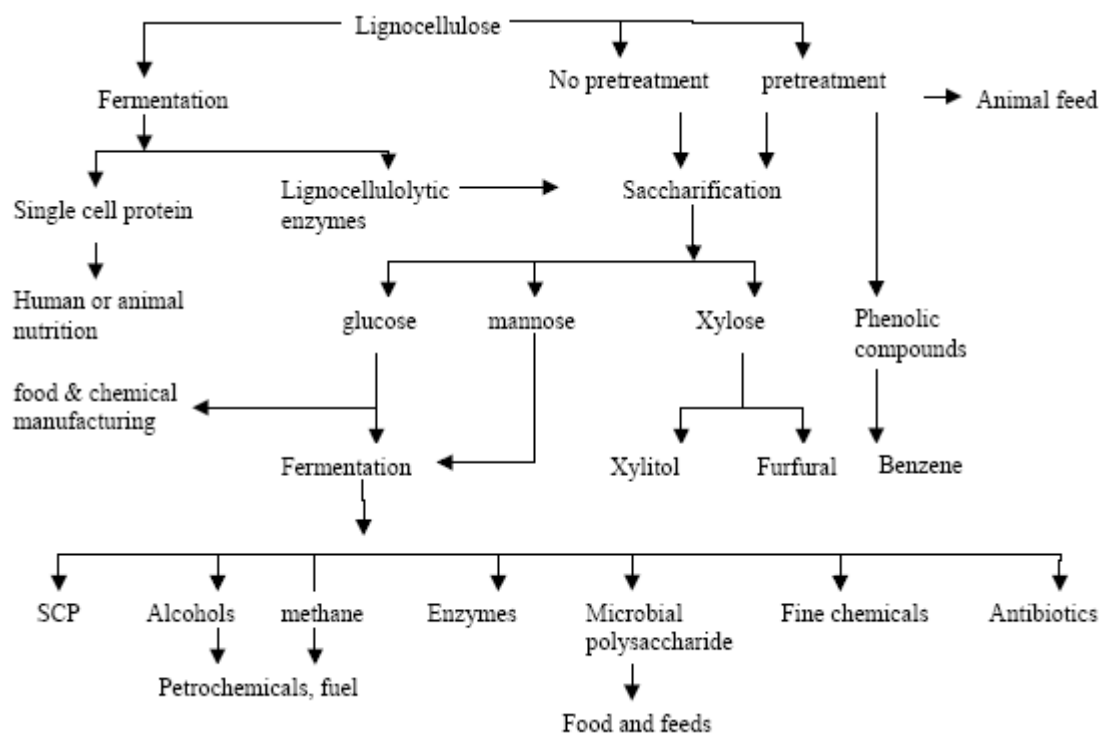 Lignocellulose
No pretreatment
pretreatment
Fermentation
Animal feed
Lignocellulolytic
enzymes
Saccharification
Single cell protein
Human or animal
nutrition
glucose
mannose
Xylose
Phenolic
compounds
food & chemical
manufacturing
Fermentation
Xylitol
Furfural
Benzene
SCP
Alcohols
methane
Enzymes
Microbial
polysaccharide
Fine chemicals
Antibiotics
Petrochemicals, fuel
Food and feeds